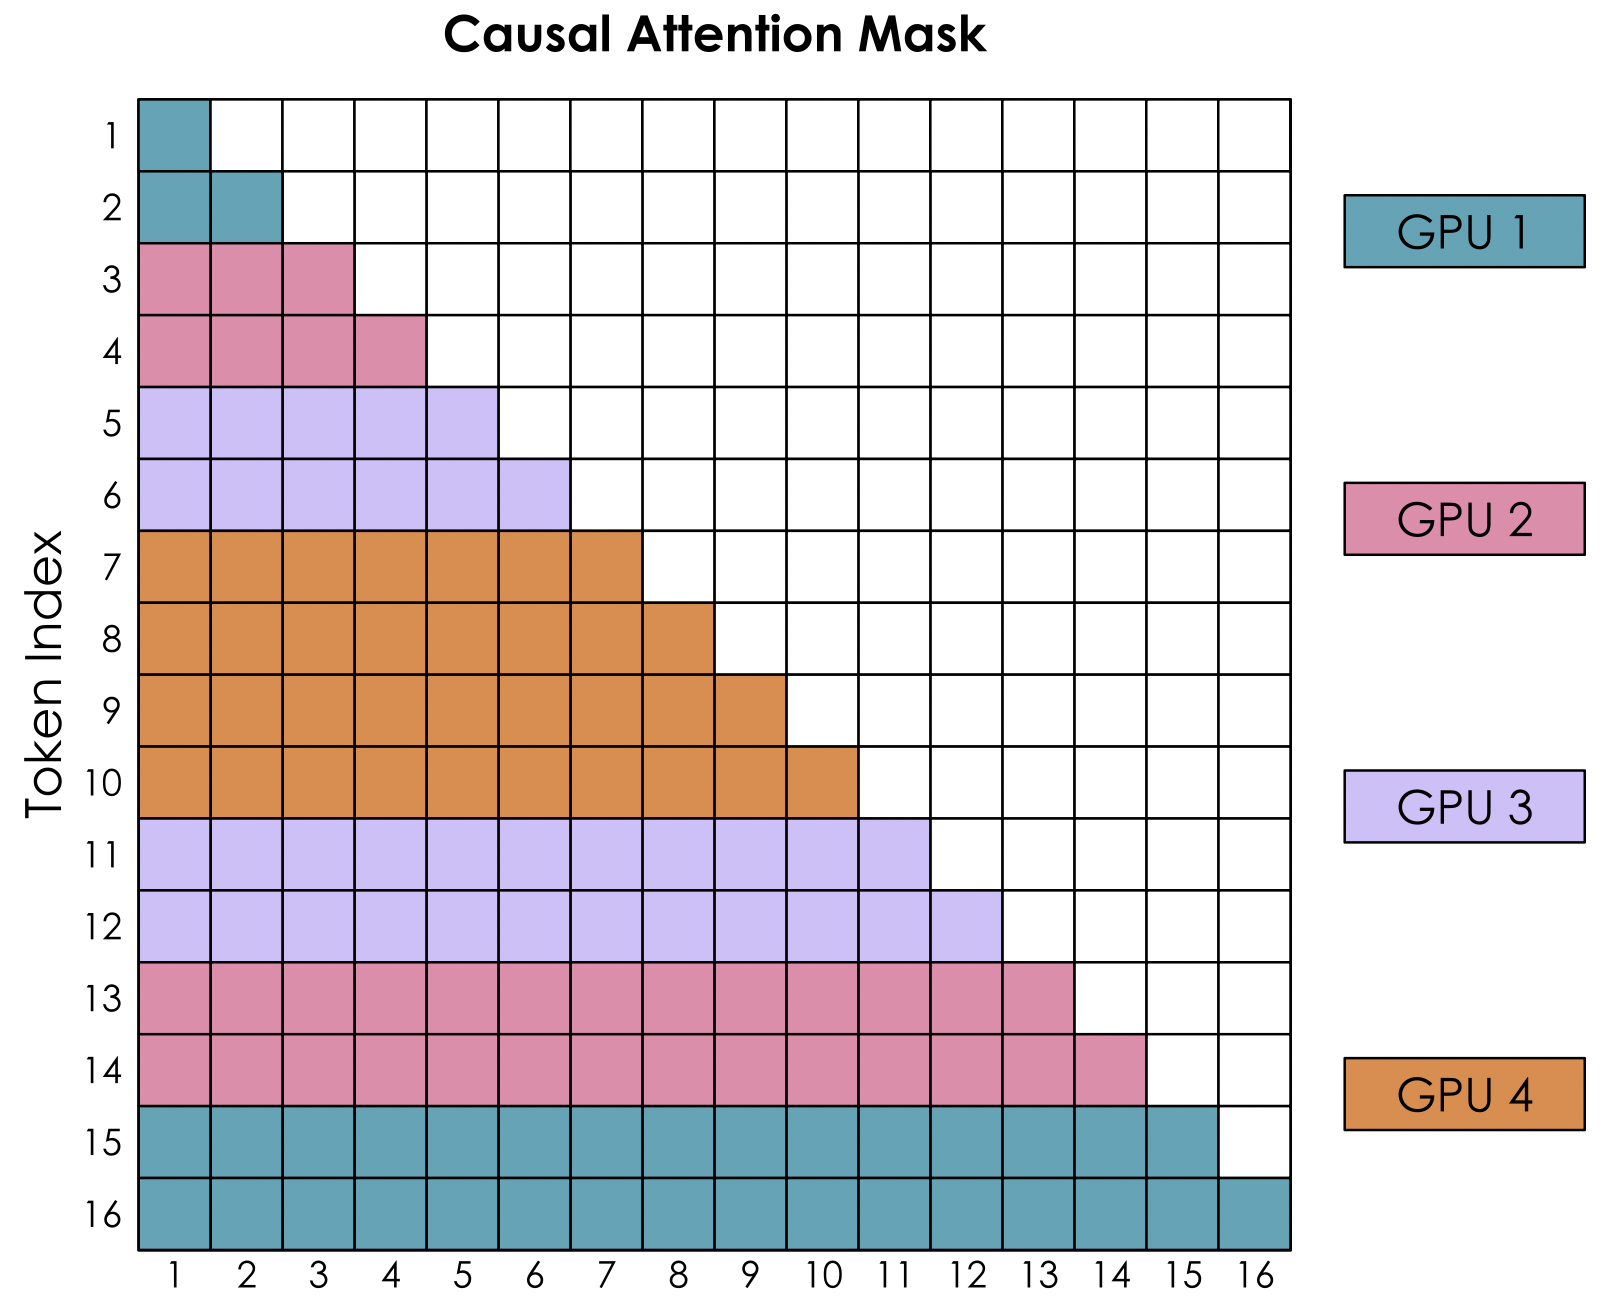 Causal Attention Mask
Token Index
1
2
3
4
5
6
7
8
9
10
11
12
13
14
15
16
1 2 3 4 5 6 7 8 9 10 11 12 13 14 15 16
GPU 1
GPU 2
GPU 3
GPU 4